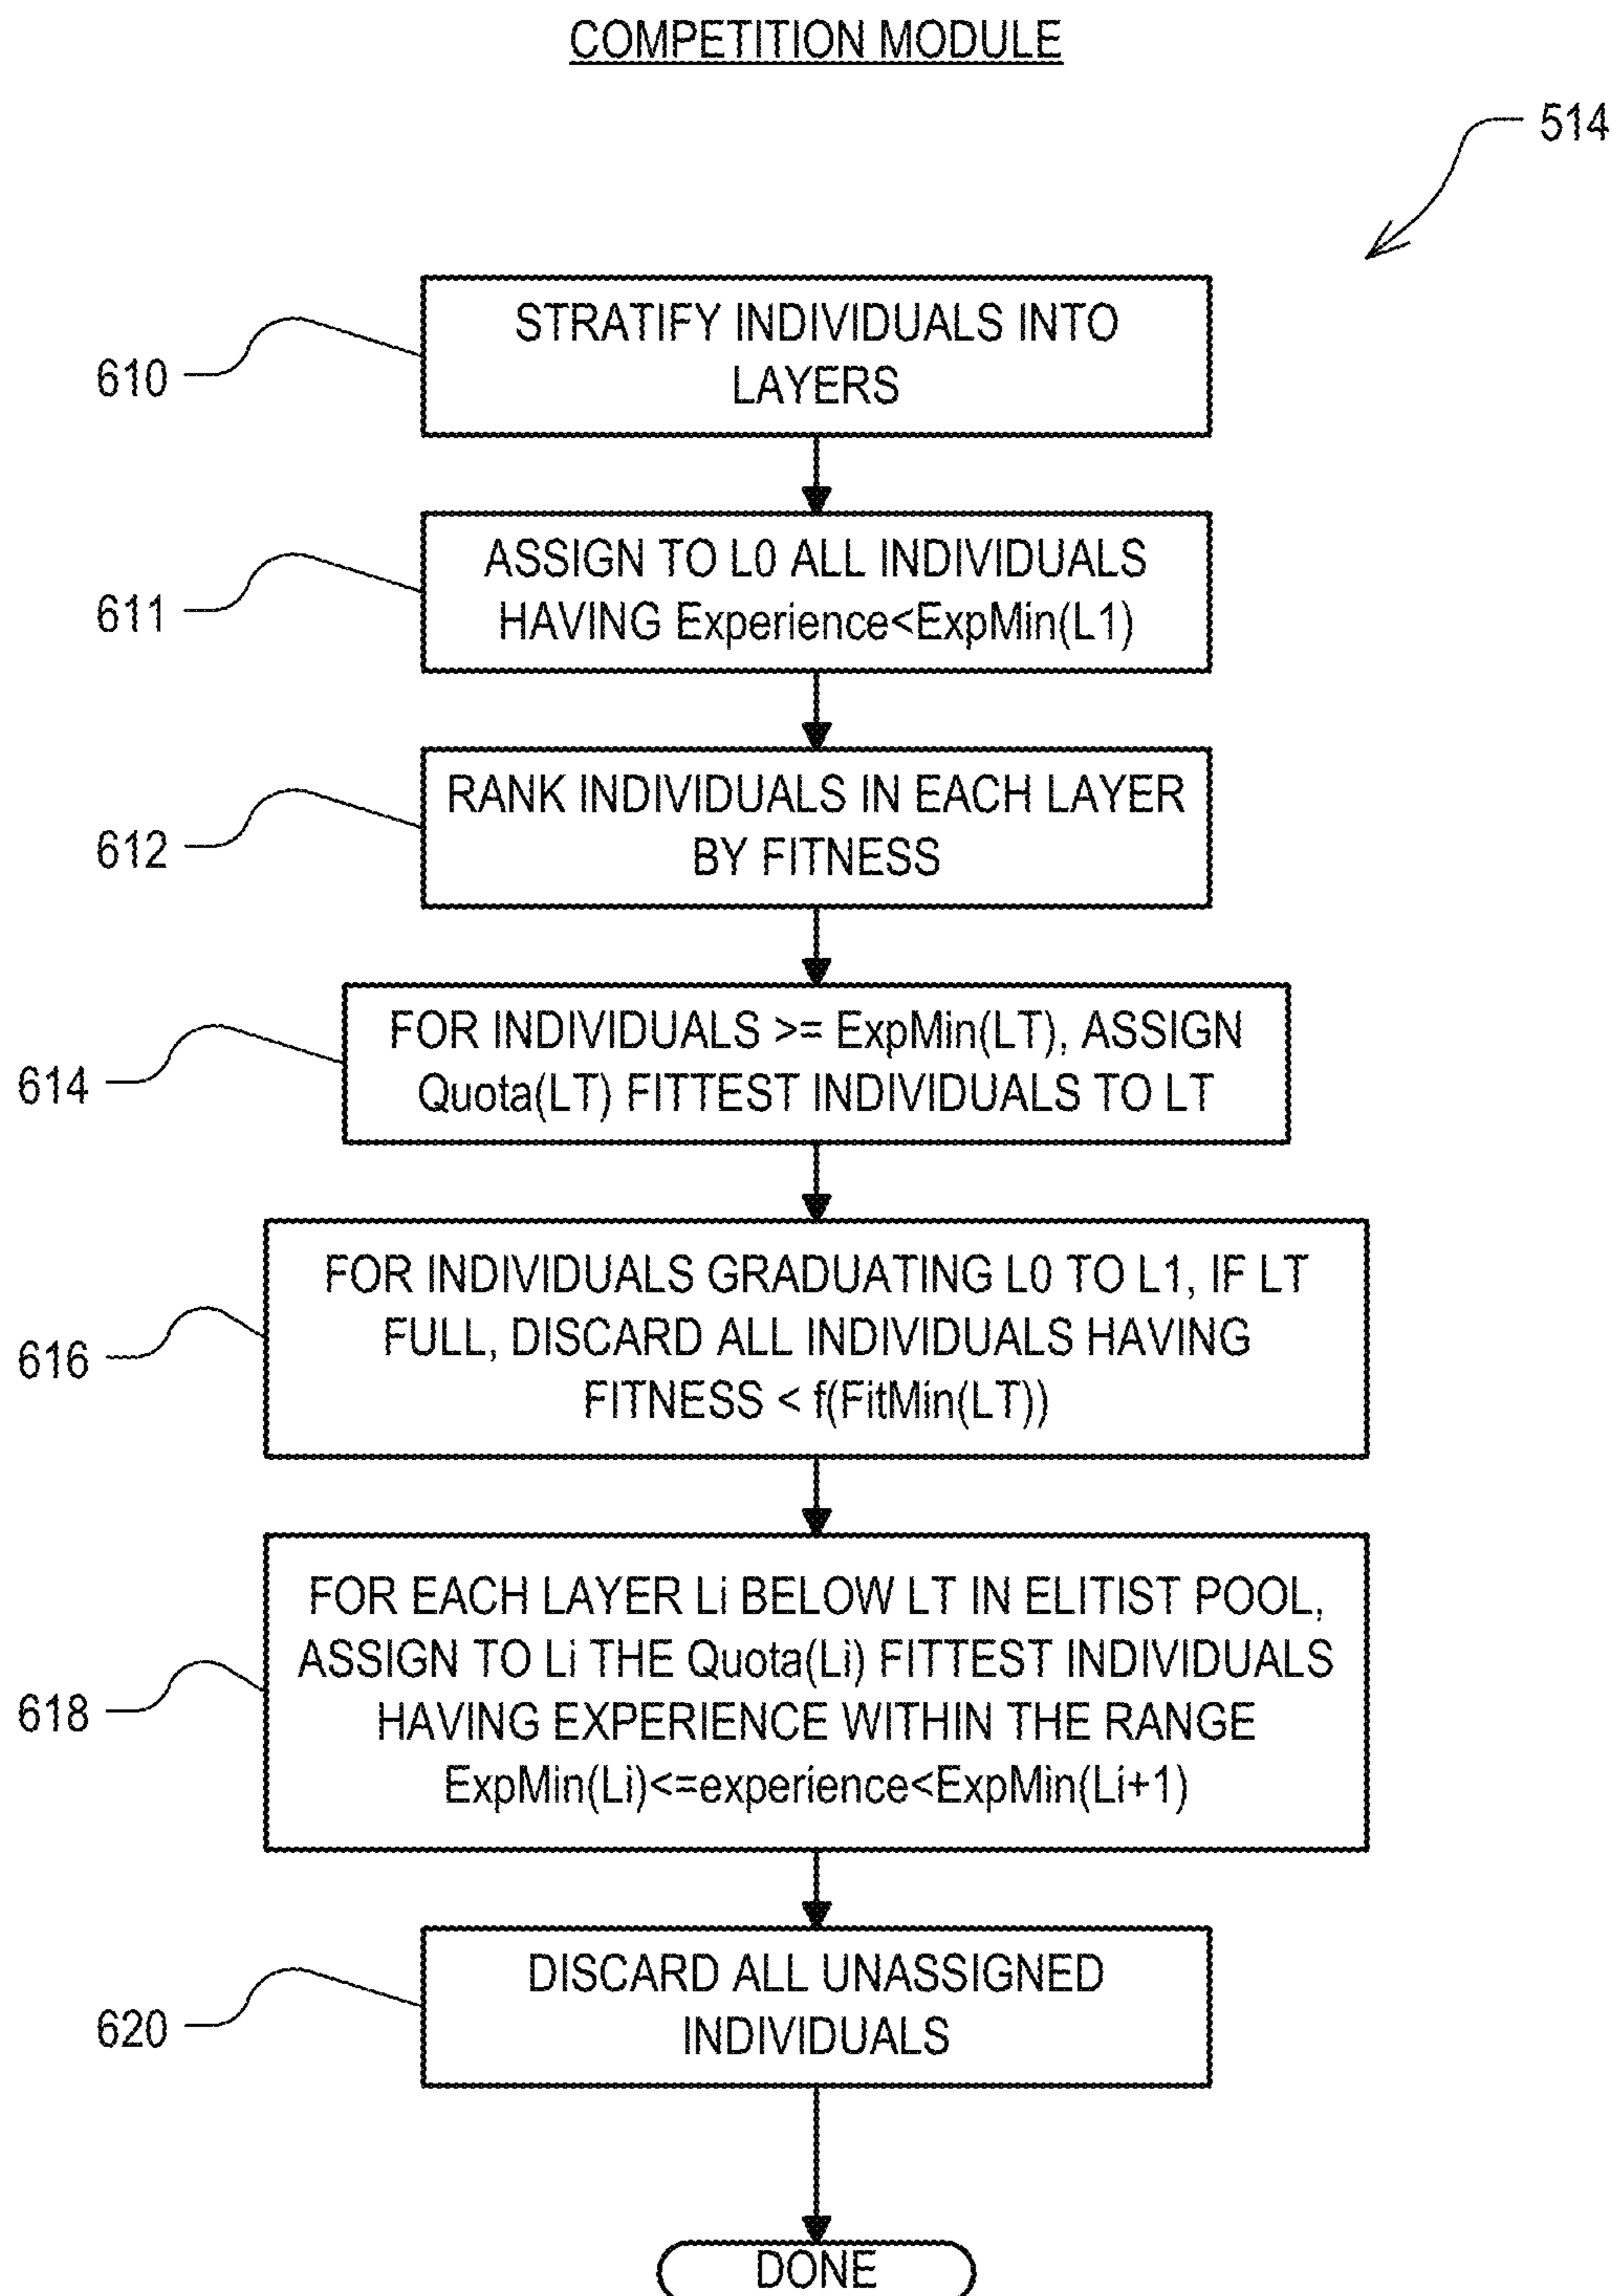 COMPETITION MODULE
514
STRATIFY INDIVIDUALS INTO
LAYERS
610
ASSIGN TO L0 ALL INDIVIDUALS
HAVING Experience<ExpMin(L1)
611
RANK INDIVIDUALS IN EACH LAYER
BY FITNESS
612
FOR INDIVIDUALS >= ExpMin(LT), ASSIGN
Quota(LT) FITTEST INDIVIDUALS TO LT
614
FOR INDIVIDUALS GRADUATING L0 TO L1, IF LT
FULL, DISCARD ALL INDIVIDUALS HAVING
FITNESS < f(FitMin(LT))
616
FOR EACH LAYER Li BELOW LT IN ELITIST POOL,
ASSIGN TO Li THE Quota(Li) FITTEST INDIVIDUALS
HAVING EXPERIENCE WITHIN THE RANGE
ExpMin(Li)<=experience<ExpMin(Li+1)
618
DISCARD ALL UNASSIGNED
INDIVIDUALS
620
DONE